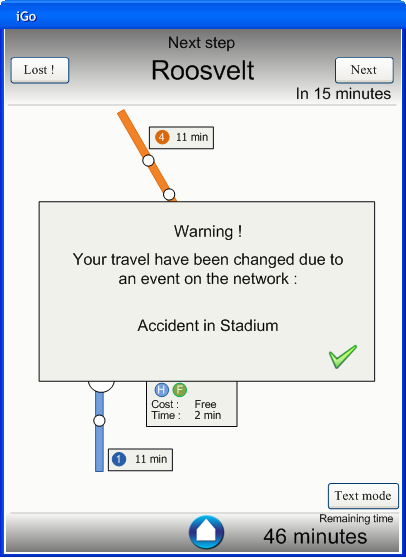 iGo
Next step
Lost !
Roosvelt
Next
In 15 minutes
4 11 min
Warning !
Your travel have been changed due to
an event on the network :
Accident in Stadium
H F
Cost : Free
Time : 2 min
1 11 min
Text mode
Remaining time
46 minutes